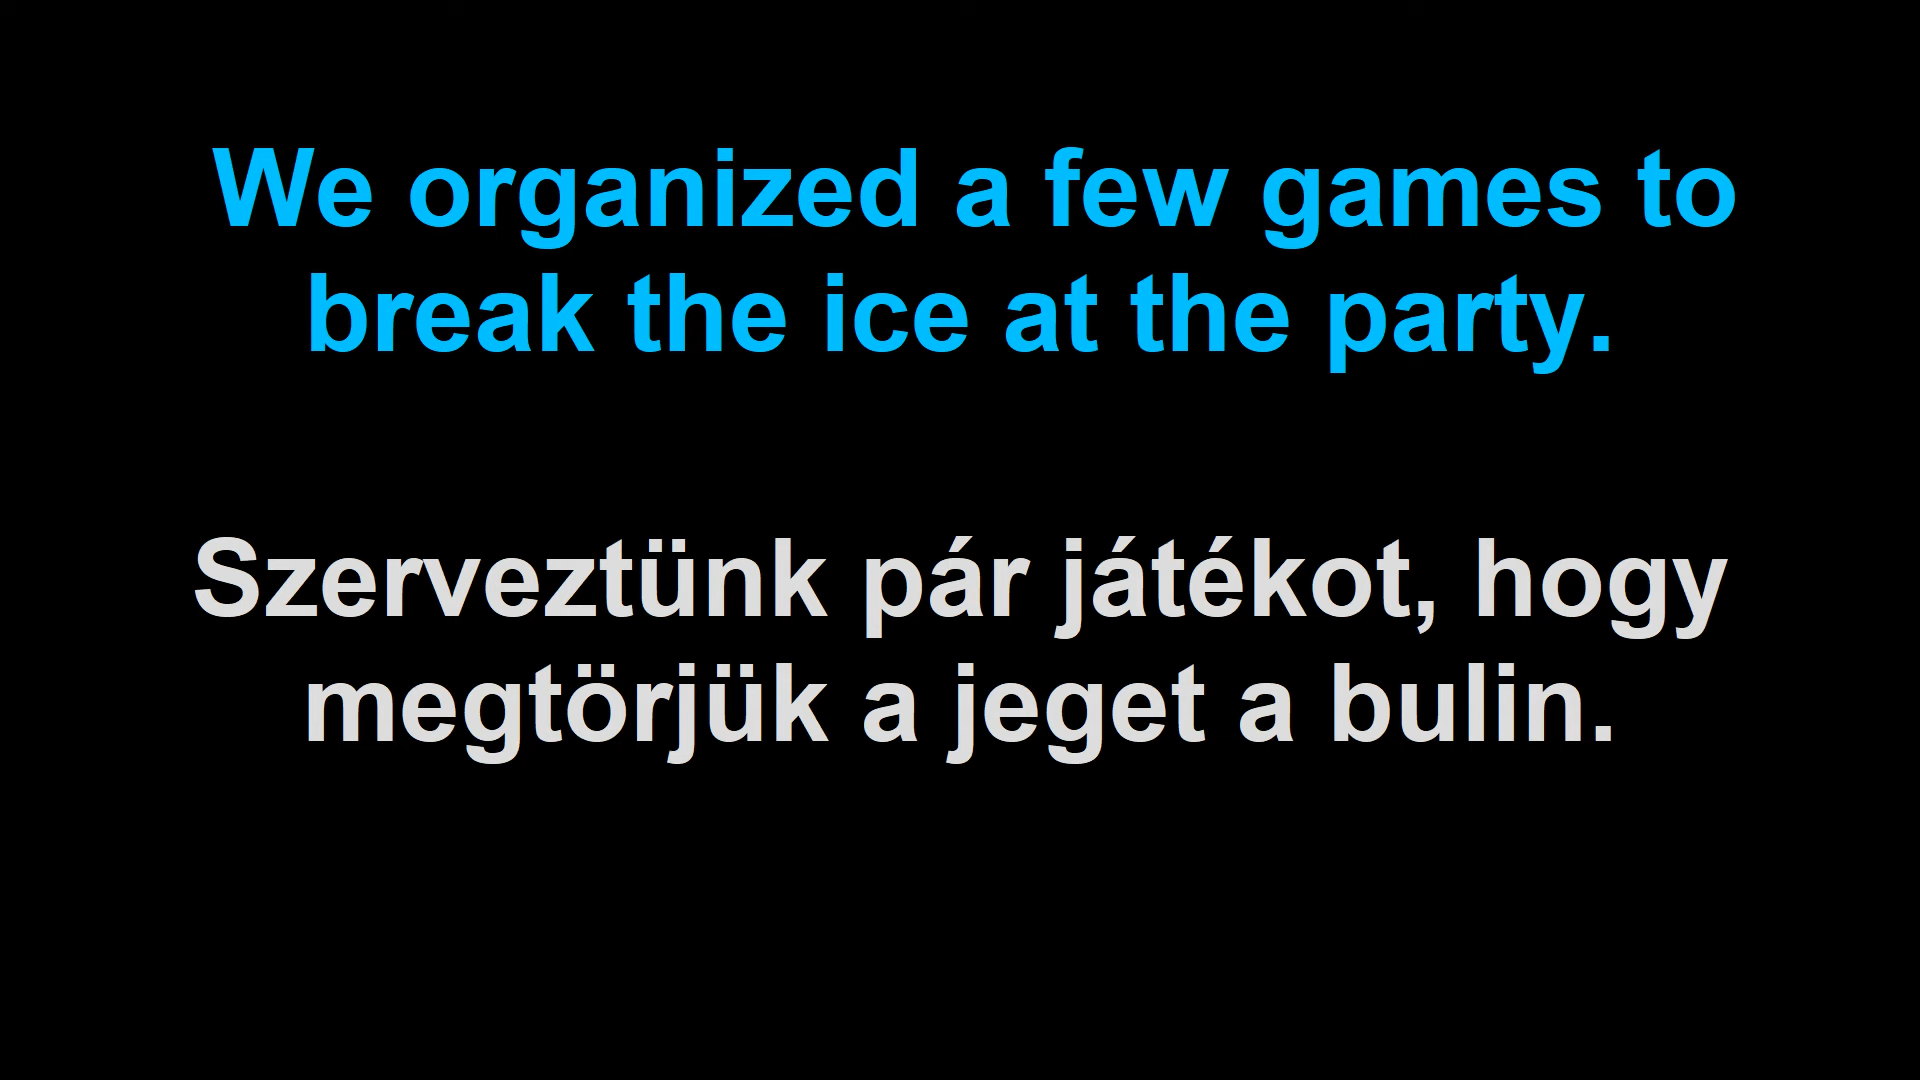 We organized a few games to
break the ice at the party.
Szerveztünk pár játékot, hogy
megtörjük a jeget a bulin.